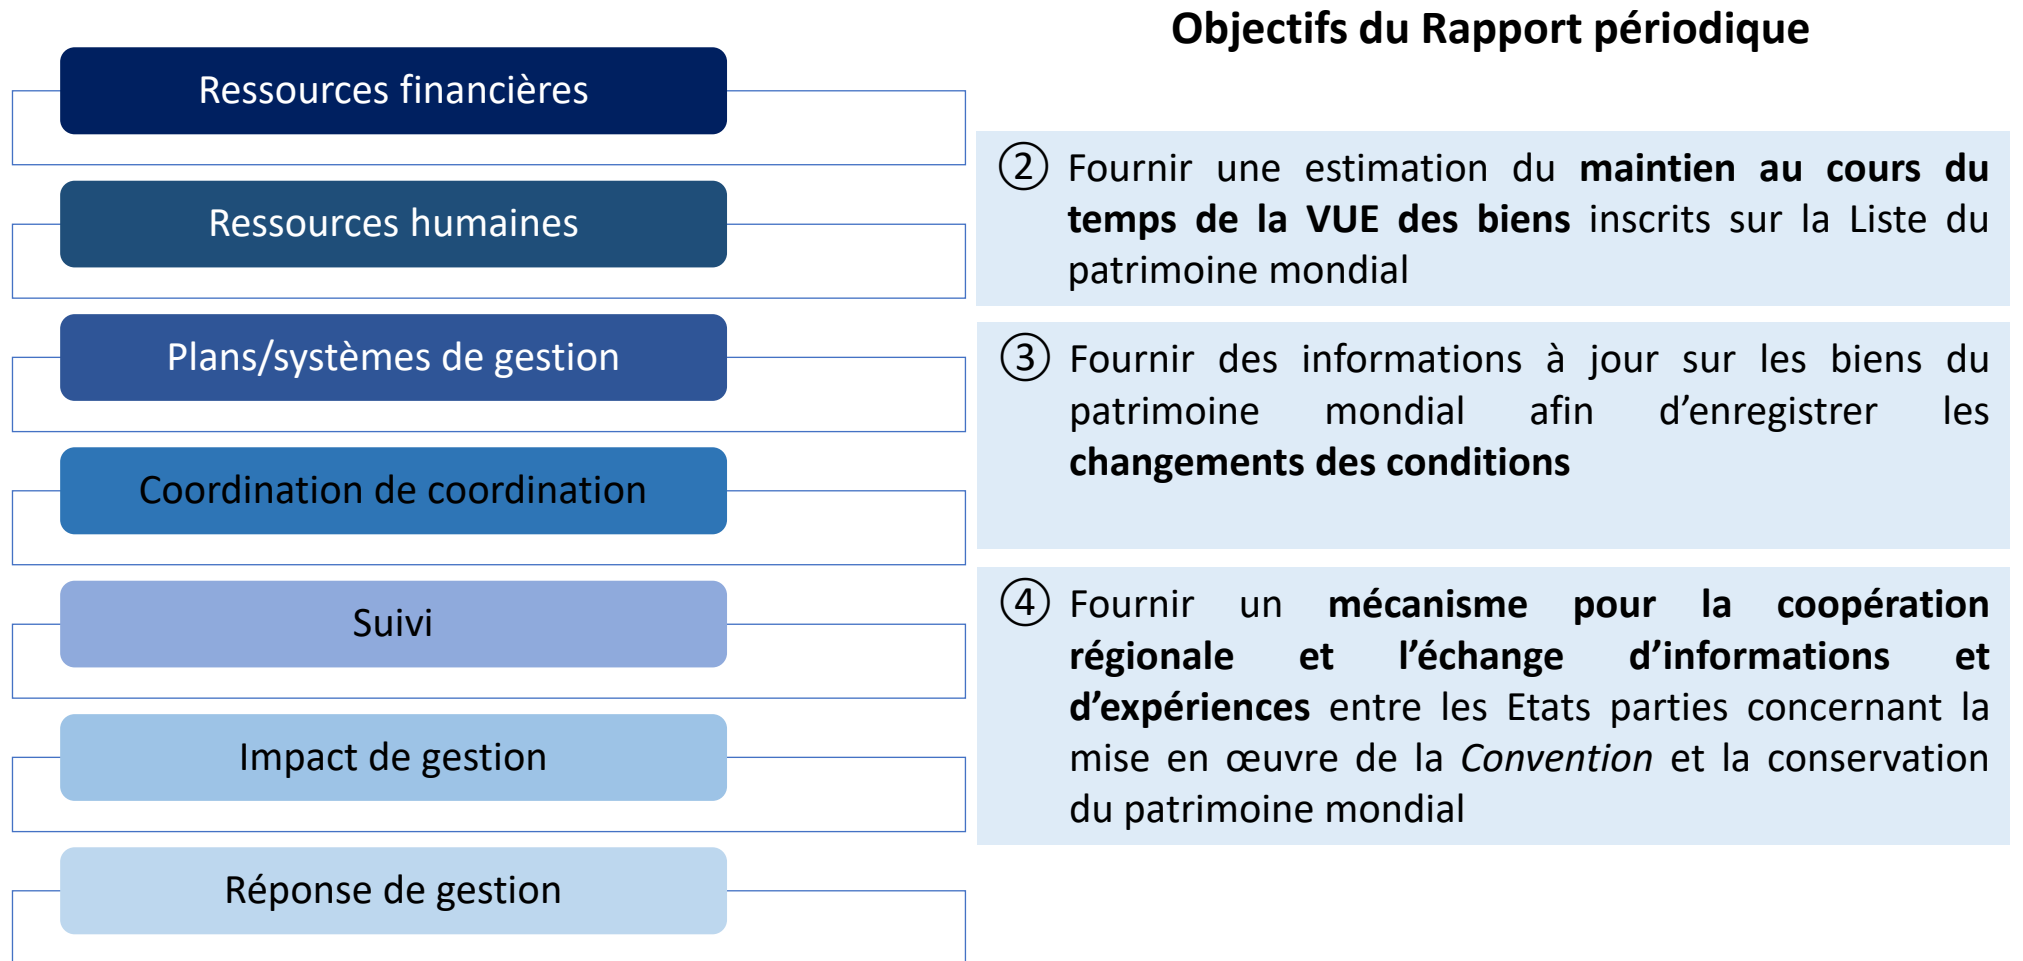 Objectifs du Rapport périodique
Ressources financières
Ressources humaines
Plans/systèmes de gestion
Coordination de coordination
Suivi
Impact de gestion
Réponse de gestion
② Fournir une estimation du maintien au cours du
temps de la VUE des biens inscrits sur la Liste du
patrimoine mondial
③ Fournir des informations à jour sur les biens du
patrimoine mondial afin d’enregistrer les
changements des conditions
④ Fournir un mécanisme pour la coopération
régionale et l’échange d’informations et
d’expériences entre les Etats parties concernant la
mise en œuvre de la Convention et la conservation
du patrimoine mondial